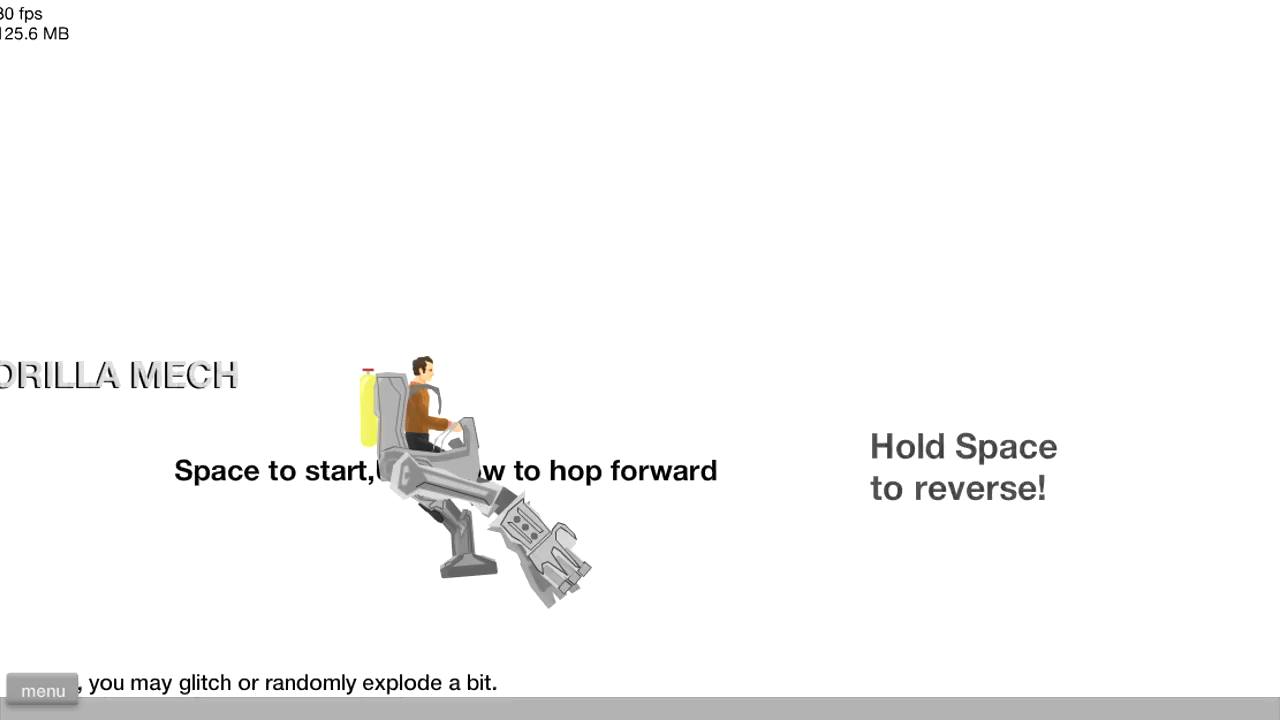 30 fps
125.6 MB
ORILLA MECH
Space to start,
w to hop forward
Hold Space
to reverse!
, you may glitch or randomly explode a bit.
menu